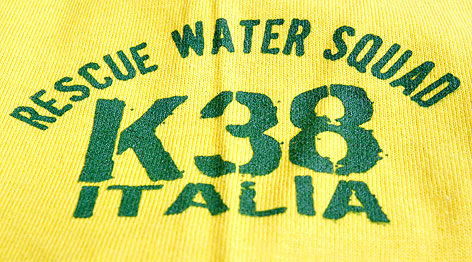 RESCUE WATER SQUAD
K38
ITALIA